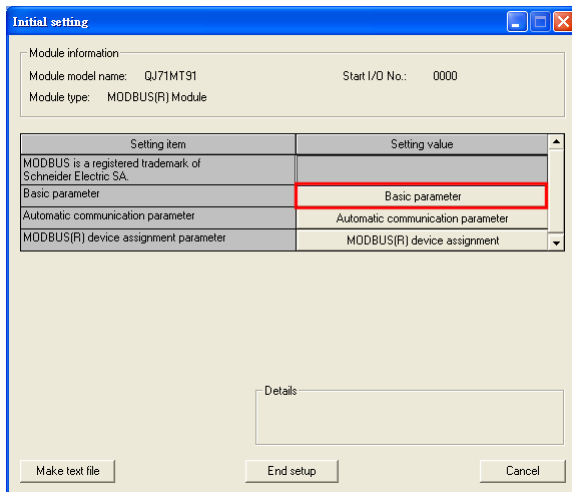 Initial setting
Module information
Module model name: QJ71MT91 Start I/O No.: 0000
Module type: MODBUS(R) Module
Setting item Setting value
MODBUS is a registered trademark of
Schneider Electric SA.
Basic parameter Basic parameter
Automatic communication parameter Automatic communication parameter
MODBUS(R) device assignment parameter MODBUS(R) device assignment
Details
Make text file End setup Cancel